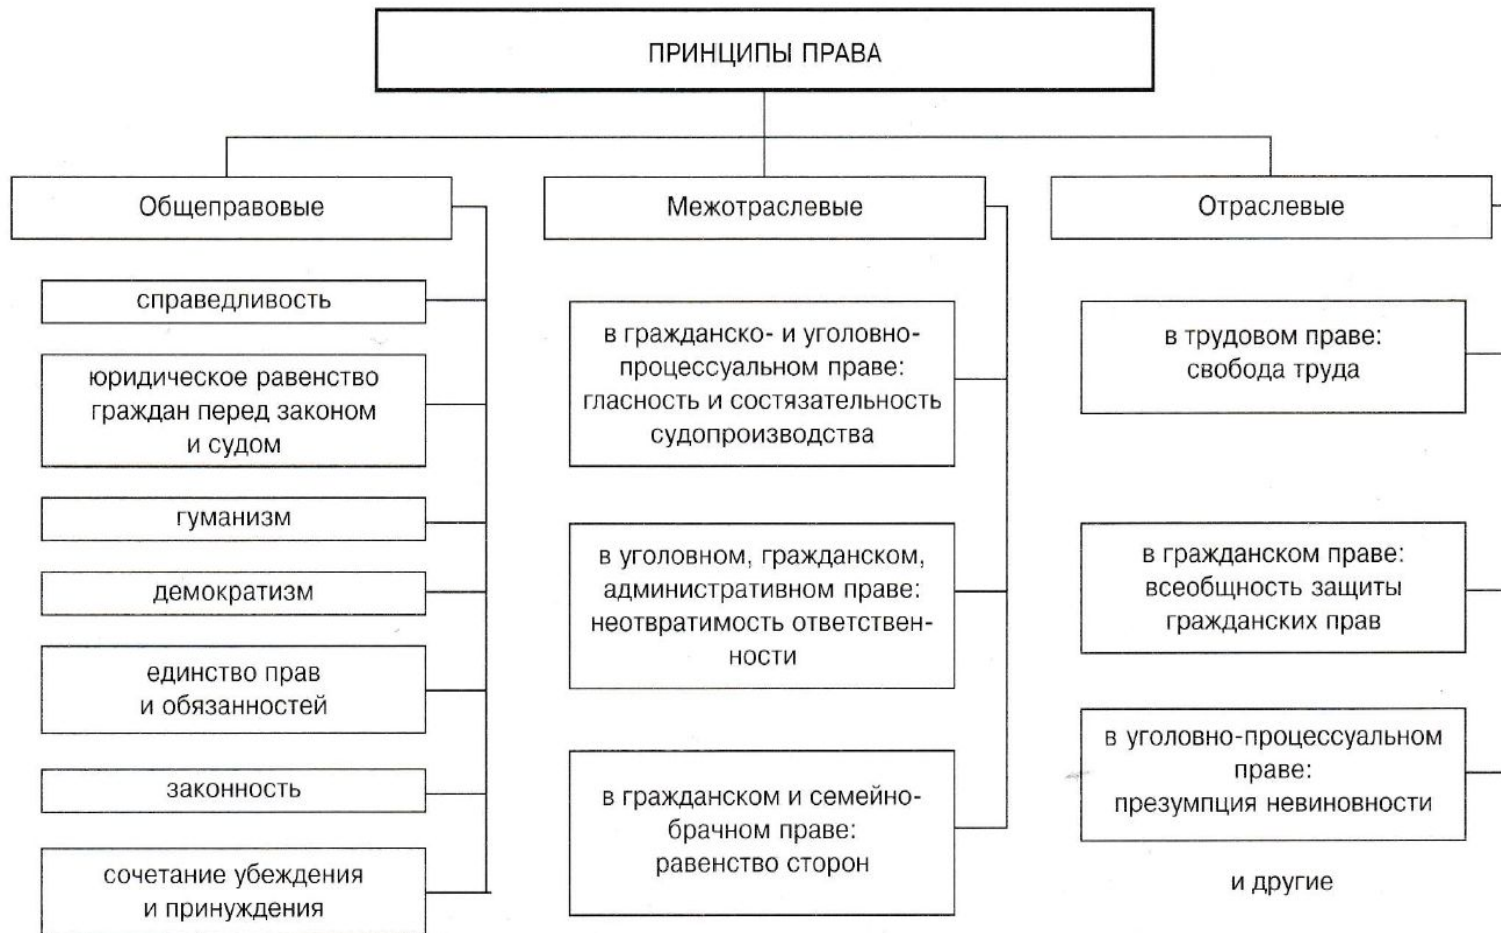 ПРИНЦИПЫ ПРАВА
Общеправовые
справедливость
юридическое равенство
граждан перед законом
и судом
гуманизм
демократизм
единство прав
и обязанностей
законность
сочетание убеждения
и принуждения
Межотраслевые
в гражданско- и уголовно-
процессуальном праве:
гласность и состязательность
судопроизводства
в уголовном, гражданском,
административном праве:
неотвратимость ответствен-
ности
в гражданском и семейно-
брачном праве:
равенство сторон
Отраслевые
в трудовом праве:
свобода труда
в гражданском праве:
всеобщность защиты
гражданских прав
в уголовно-процессуальном
праве:
презумпция невиновности
и другие